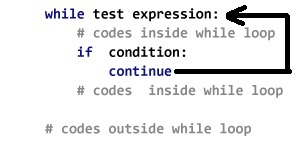 while test expression:
# codes inside while loop
if condition:
continue
# codes inside while loop
# codes outside while loop